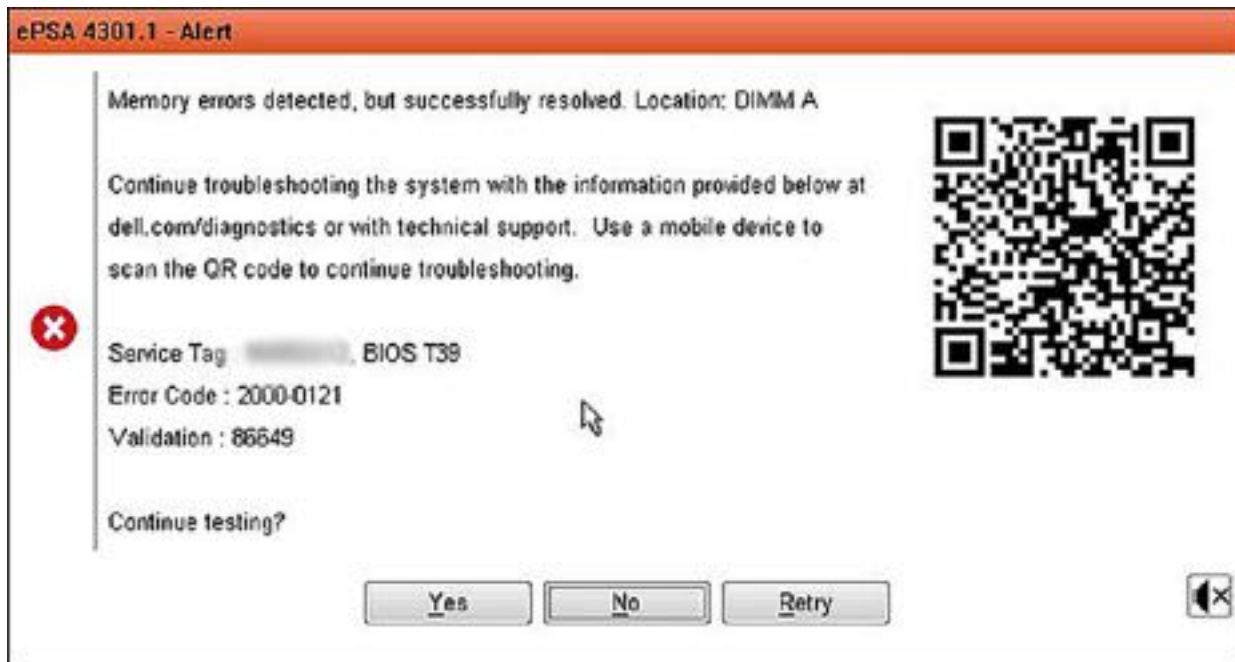 ePSA 4301.1 - Alert
Memory errors detected, but successfully resolved. Location: DIMM A
Continue troubleshooting the system with the information provided below at
dell.com/diagnostics or with technical support. Use a mobile device to
scan the QR code to continue troubleshooting.
Service Tag , BIOS T39
Error Code : 2000-0121
Validation : 86649
Continue testing?
Yes No Retry